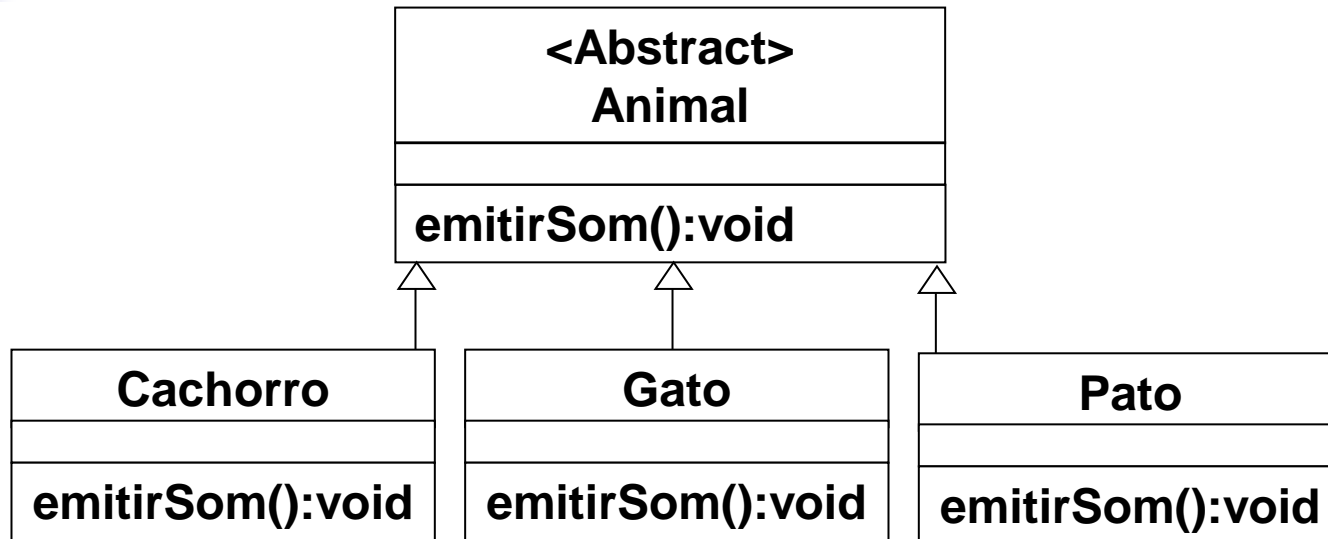 <Abstract>
Animal
emitirSom():void
Cachorro
Gato
Pato
emitirSom():void
emitirSom():void
emitirSom():void